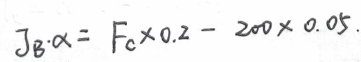 J_B·α = F_c × 0.2 − 200 × 0.05.